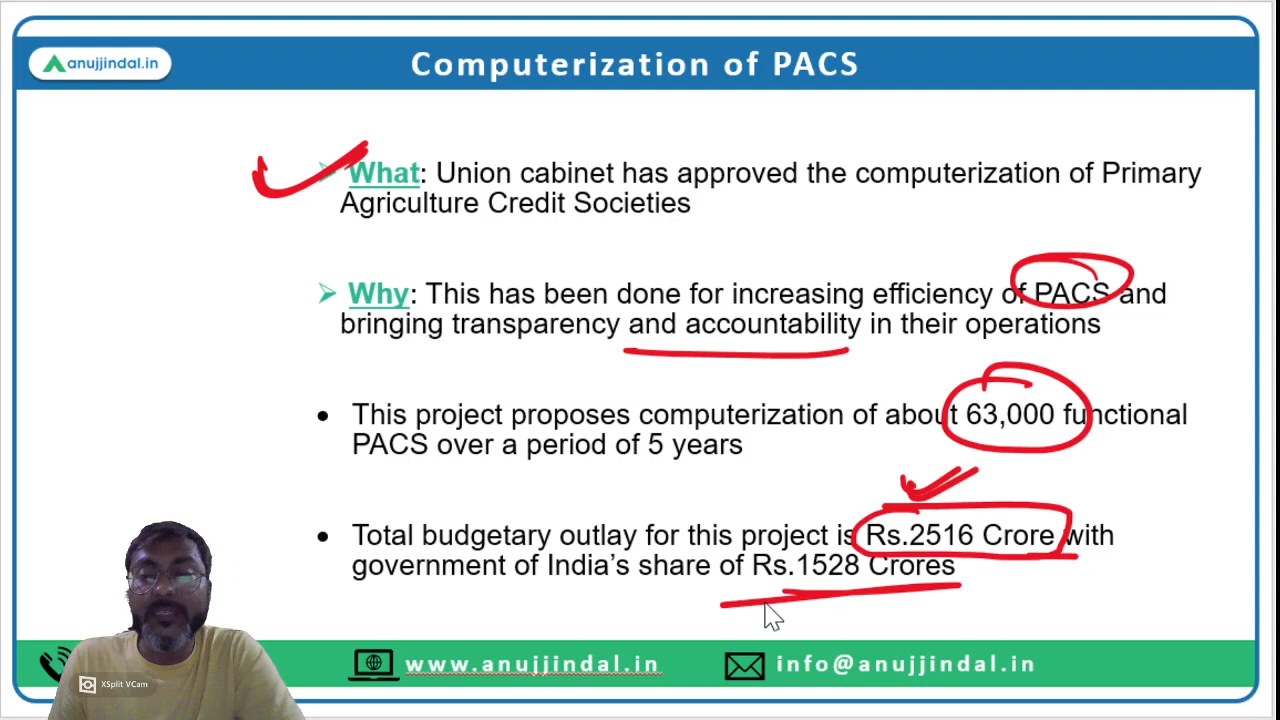 anujjindal.in
Computerization of PACS
What: Union cabinet has approved the computerization of Primary
Agriculture Credit Societies
Why: This has been done for increasing efficiency of PACS and
bringing transparency and accountability in their operations
This project proposes computerization of about 63,000 functional
PACS over a period of 5 years
Total budgetary outlay for this project is Rs.2516 Crore with
government of India's share of Rs.1528 Crores
XSplit VCam
www.anujjindal.in
info@anujjindal.in